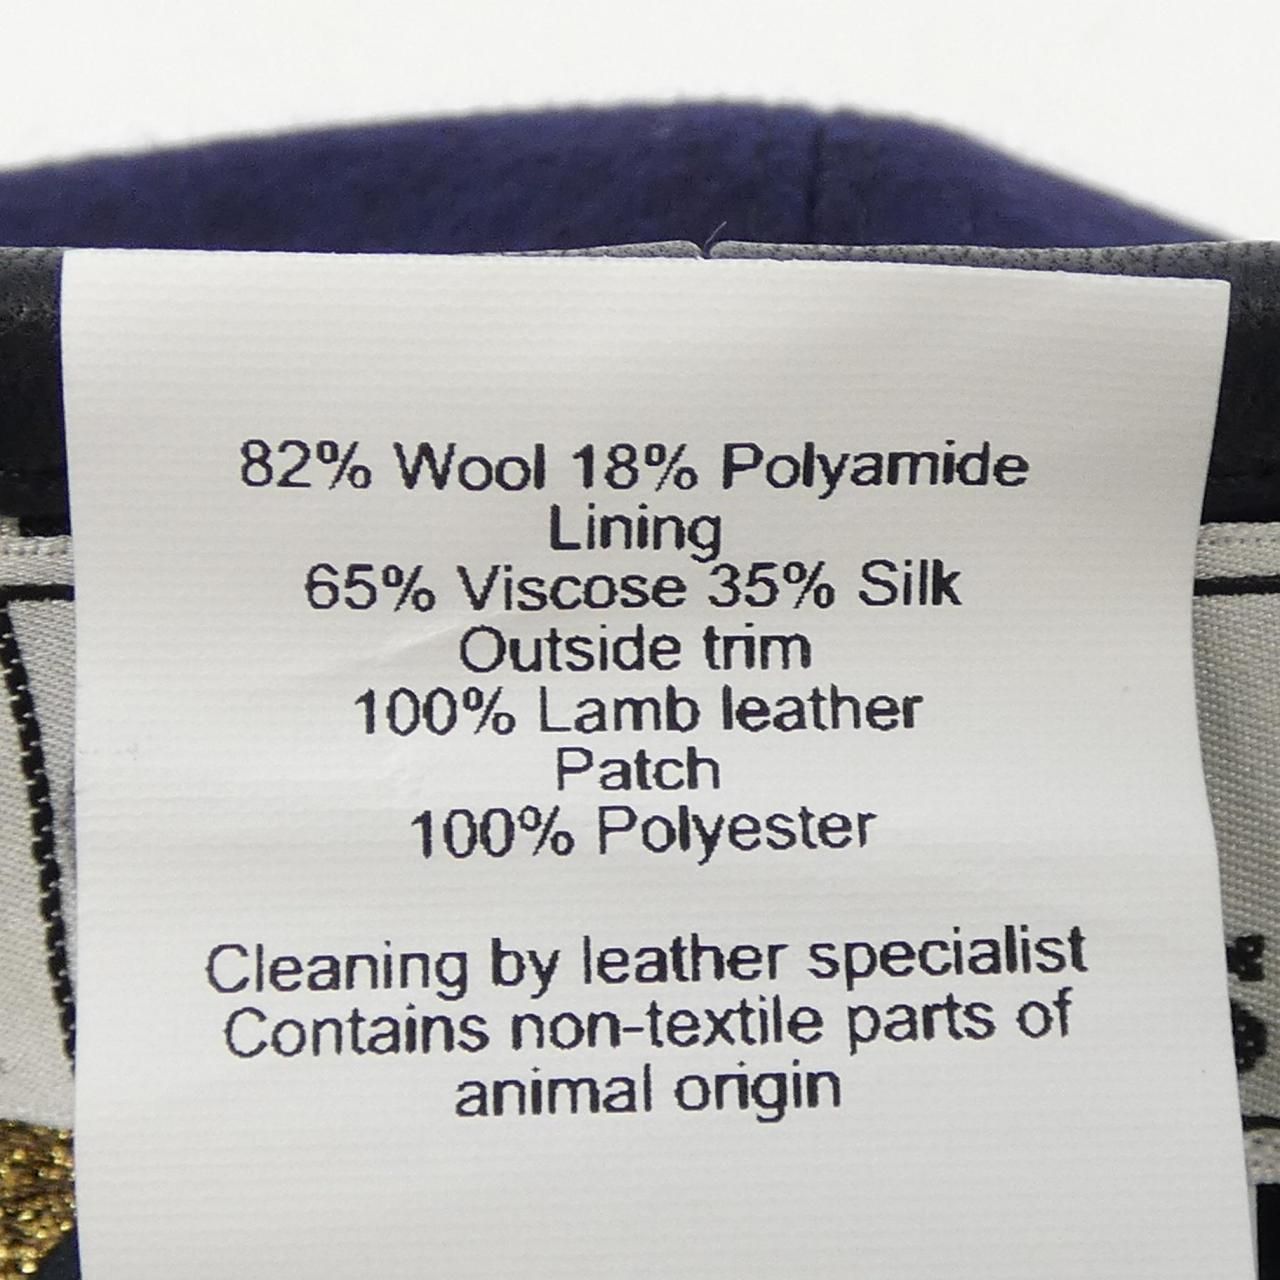 82% Wool 18% Polyamide
Lining
65% Viscose 35% Silk
Outside trim
100% Lamb leather
Patch
100% Polyester
Cleaning by leather specialist
Contains non-textile parts of
animal origin